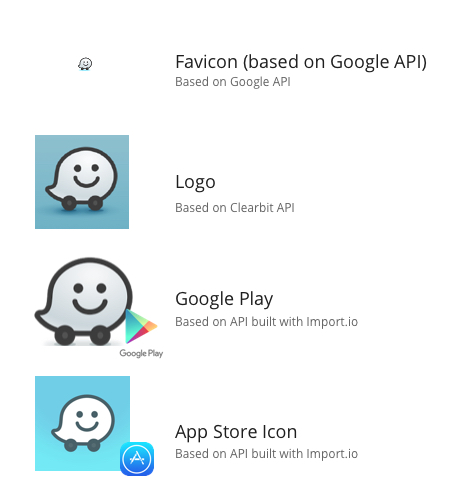 Favicon (based on Google API)
Based on Google API
Logo
Based on Clearbit API
Google Play
Based on API built with Import.io
Google Play
App Store Icon
Based on API built with Import.io